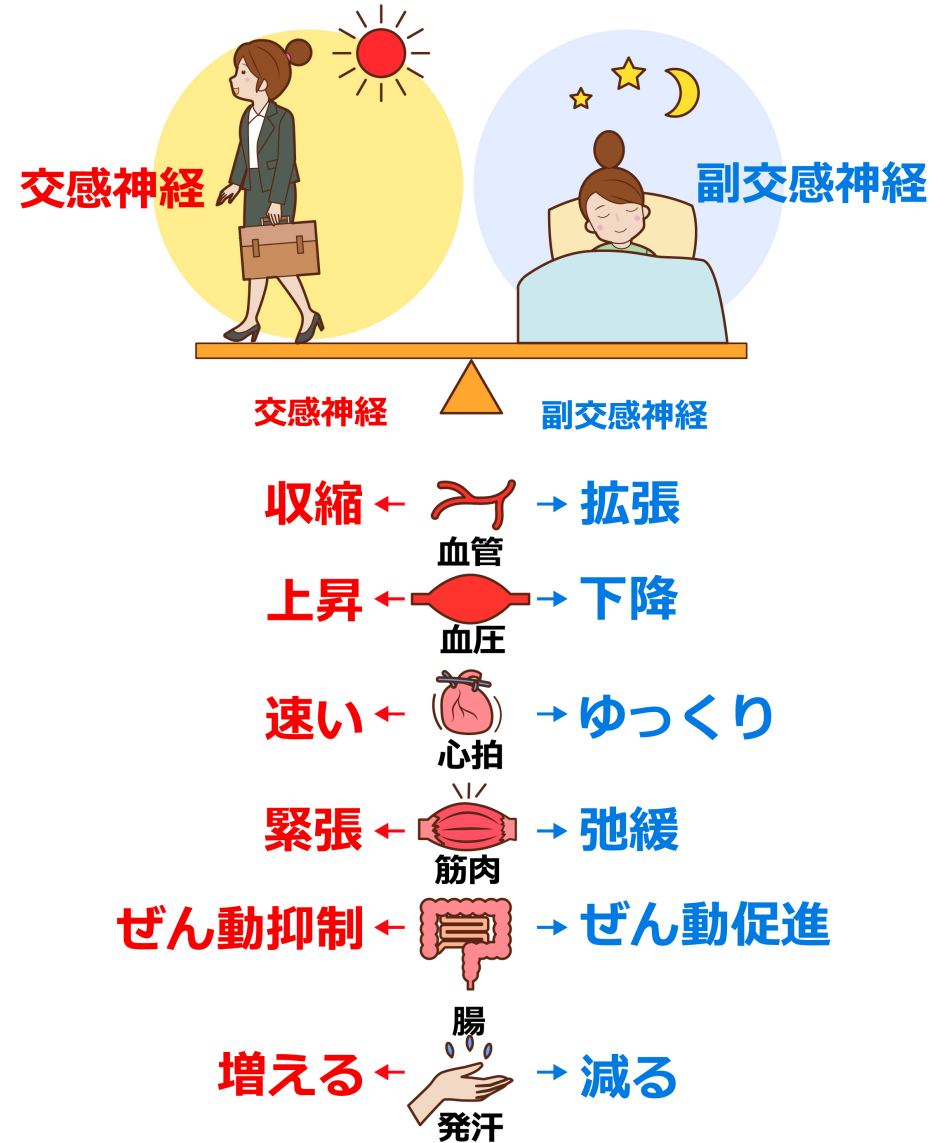 交感神経
副交感神経
交感神経
副交感神経
収縮
血管
拡張
上昇
血圧
下降
速い
心拍
ゆっくり
緊張
筋肉
弛緩
ぜん動抑制
腸
ぜん動促進
増える
発汗
減る